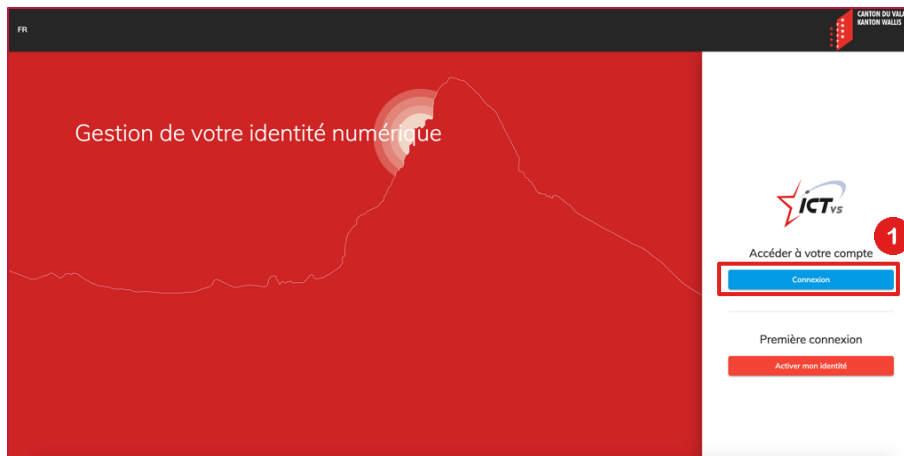 FR
CANTON DU VALA
KANTON WALLIS
Gestion de votre identité numérique
ICTVS
1
Accéder à votre compte
Connexion
Première connexion
Activer mon identité